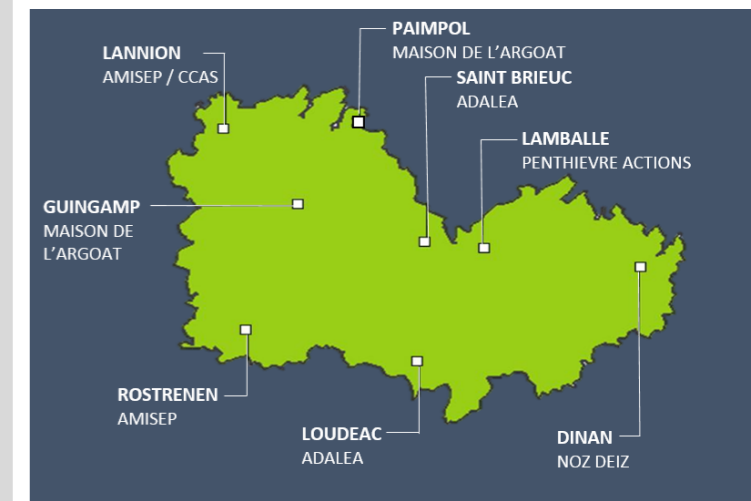 PAIMPOL
MAISON DE L'ARGOAT
LANNION
AMISEP / CCAS
SAINT BRIEUC
ADALEA
LAMBALLE
PENTHIEVRE ACTIONS
GUINGAMP
MAISON DE
L'ARGOAT
ROSTRENEN
AMISEP
LOUDEAC
ADALEA
DINAN
NOZ DEIZ